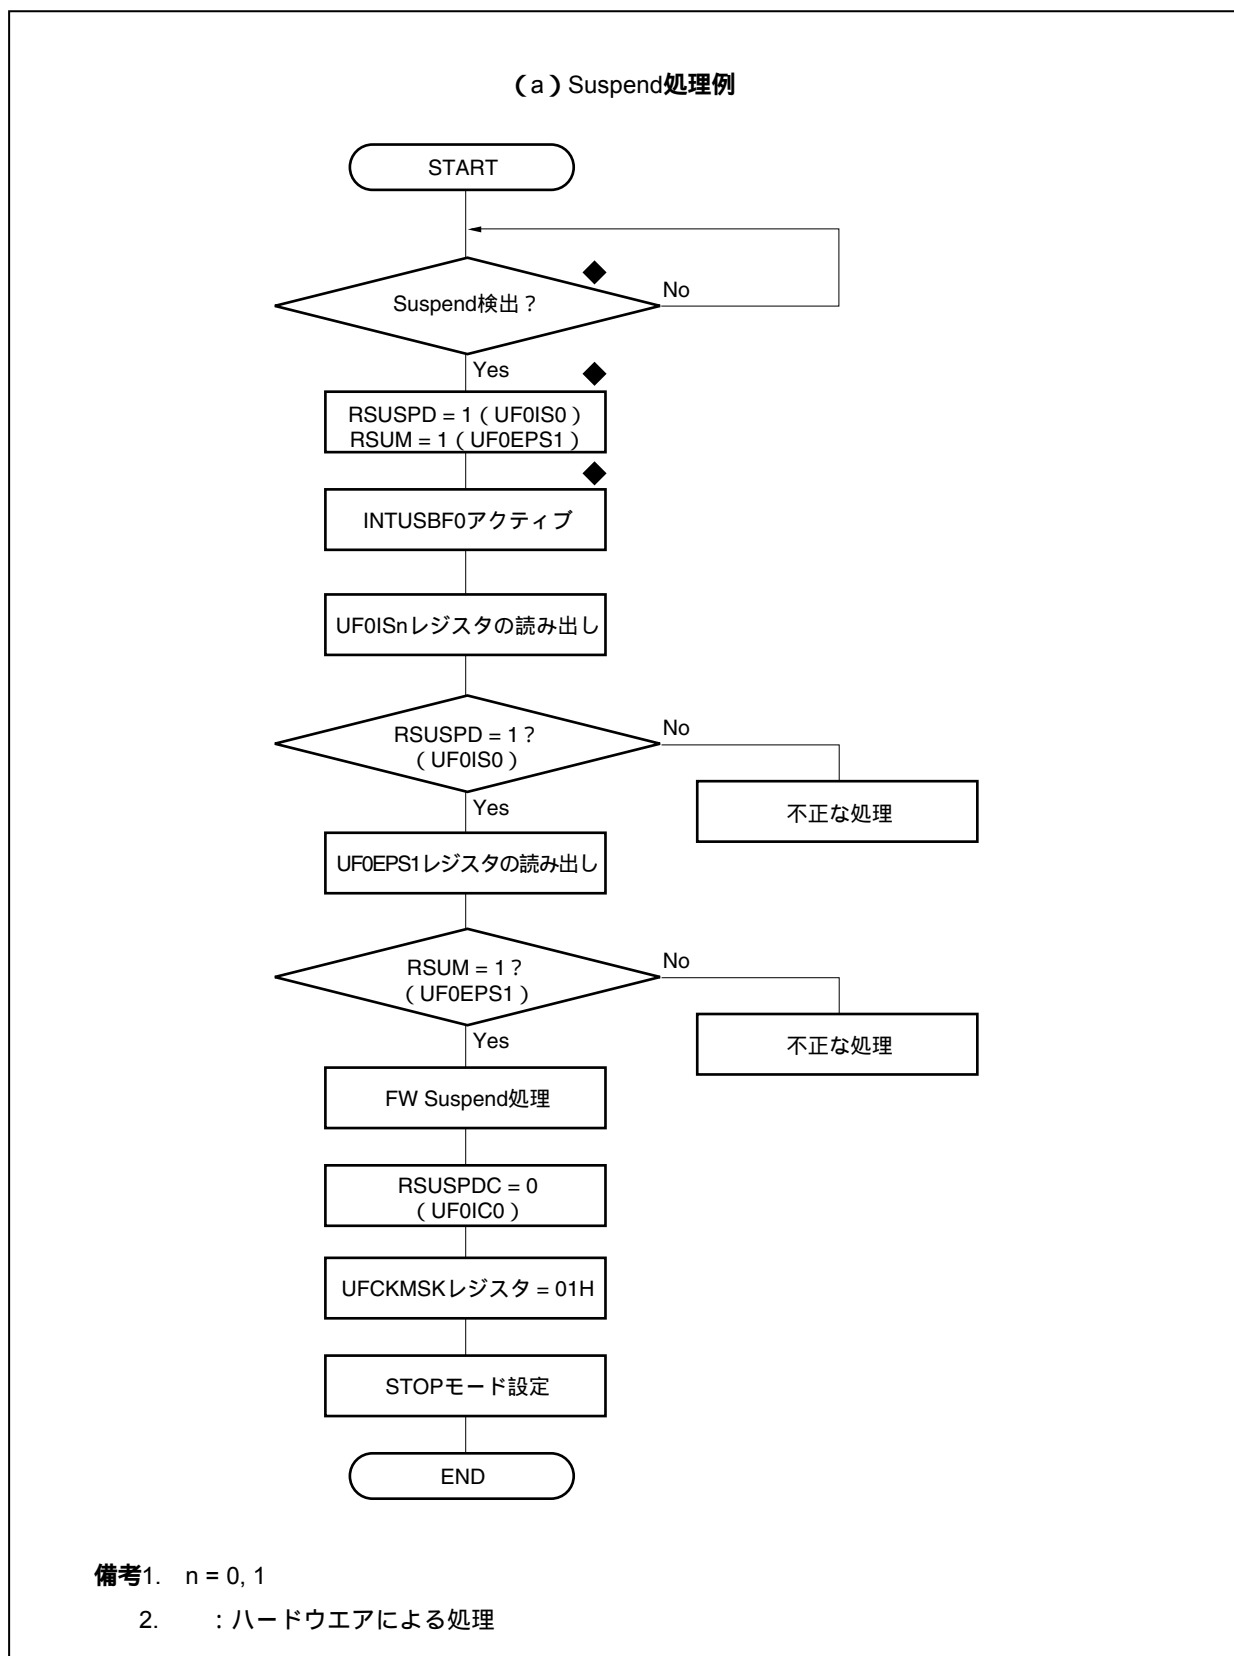 (a)Suspend処理例
START
Suspend検出?
No
Yes
RSUSPD = 1(UF0IS0)
RSUM = 1(UF0EPS1)
INTUSBF0アクティブ
UF0ISnレジスタの読み出し
RSUSPD = 1?
(UF0IS0)
No
不正な処理
Yes
UF0EPS1レジスタの読み出し
RSUM = 1?
(UF0EPS1)
No
不正な処理
Yes
FW Suspend処理
RSUSPDC = 0
(UF0IC0)
UFCKMSKレジスタ = 01H
STOPモード設定
END
備考1. n = 0, 1
2. :ハードウエアによる処理